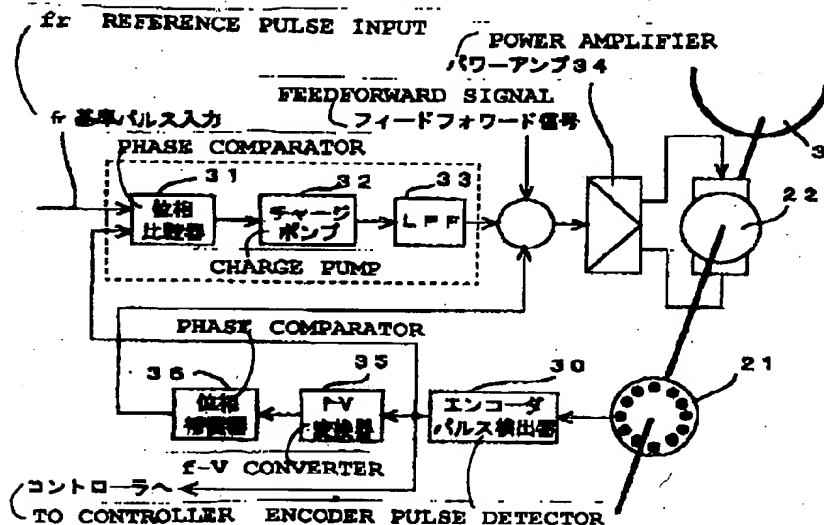 fr REFERENCE PULSE INPUT
POWER AMPLIFIER
パワーアンプ34
FEEDFORWARD SIGNAL
フィードフォワード信号
fr 基準パルス入力
PHASE COMPARATOR
31
32
33
3
位相
比較器
チャージ
ポンプ
LPF
22
CHARGE PUMP
PHASE COMPARATOR
36
35
30
21
位相
補償器
f-V
変換器
エンコーダ
パルス検出器
f-V CONVERTER
コントローラへ
TO CONTROLLER ENCODER PULSE DETECTOR